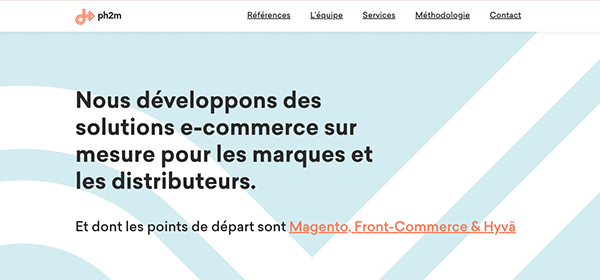 ph2m
Références L'équipe Services Méthodologie Contact
Nous développons des
solutions e-commerce sur
mesure pour les marques et
les distributeurs.
Et dont les points de départ sont Magento, Front-Commerce & Hyvä